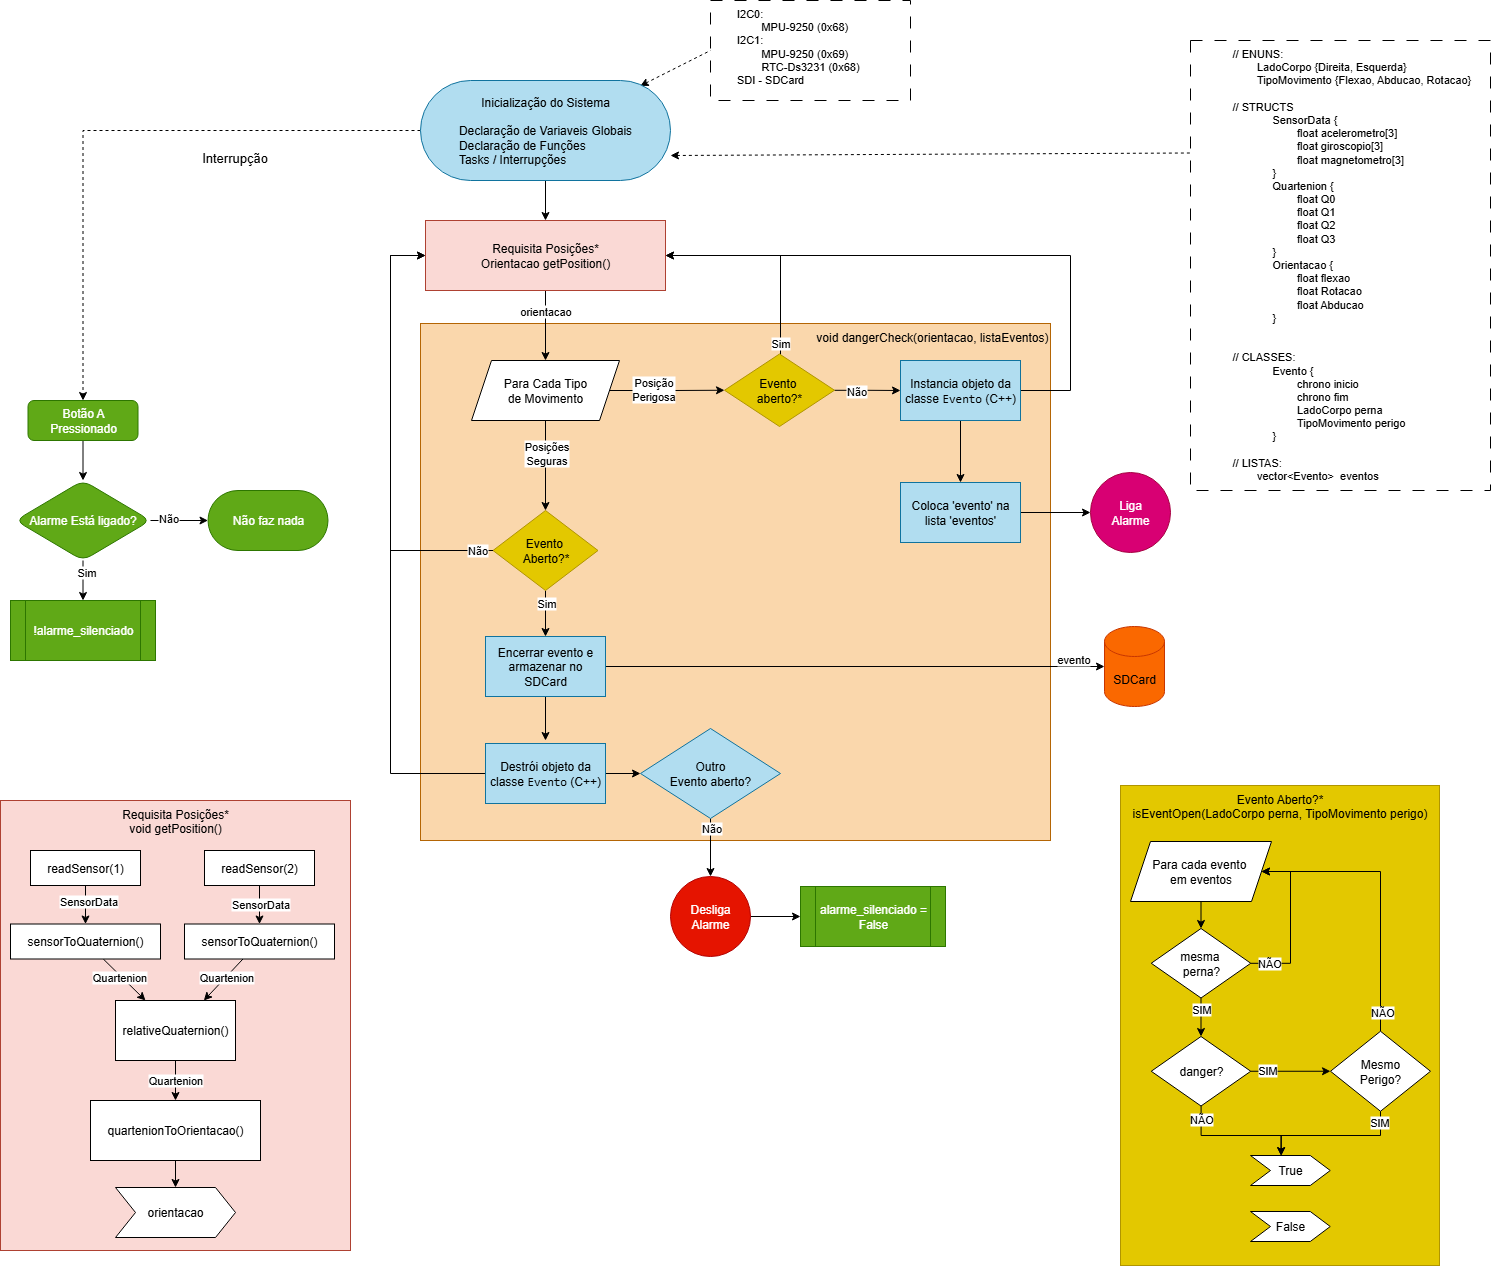 I2C0:
MPU-9250 (0x68)
I2C1:
MPU-9250 (0x69)
RTC-Ds3231 (0x68)
SDI - SDCard
// ENUNS:
LadoCorpo {Direita, Esquerda}
TipoMovimento {Flexao, Abducao, Rotacao}
// STRUCTS
SensorData {
float acelerometro[3]
float giroscopio[3]
float magnetometro[3]
}
Quartenion {
float Q0
float Q1
float Q2
float Q3
}
Orientacao {
float flexao
float Rotacao
float Abducao
}
// CLASSES:
Evento {
chrono inicio
chrono fim
LadoCorpo perna
TipoMovimento perigo
}
// LISTAS:
vector<Evento> eventos
Inicialização do Sistema
Declaração de Variaveis Globais
Declaração de Funções
Tasks / Interrupções
Interrupção
Requisita Posições*
Orientacao getPosition()
orientacao
void dangerCheck(orientacao, listaEventos)
Para Cada Tipo
de Movimento
Posição
Perigosa
Sim
Evento
aberto?*
Não
Instancia objeto da
classe Evento (C++)
Coloca 'evento' na
lista 'eventos'
Liga
Alarme
Posições
Seguras
Evento
Aberto?*
Não
Sim
Encerrar evento e
armazenar no
SDCard
evento
SDCard
Destrói objeto da
classe Evento (C++)
Outro
Evento aberto?
Não
Desliga
Alarme
alarme_silenciado =
False
Botão A
Pressionado
Alarme Está ligado?
Não
Não faz nada
Sim
!alarme_silenciado
Requisita Posições*
void getPosition()
readSensor(1)
readSensor(2)
SensorData
SensorData
sensorToQuaternion()
sensorToQuaternion()
Quartenion
Quartenion
relativeQuaternion()
Quartenion
quartenionToOrientacao()
orientacao
Evento Aberto?*
isEventOpen(LadoCorpo perna, TipoMovimento perigo)
Para cada evento
em eventos
mesma
perna?
NÃO
SIM
NÃO
danger?
SIM
Mesmo
Perigo?
NÃO
SIM
True
False